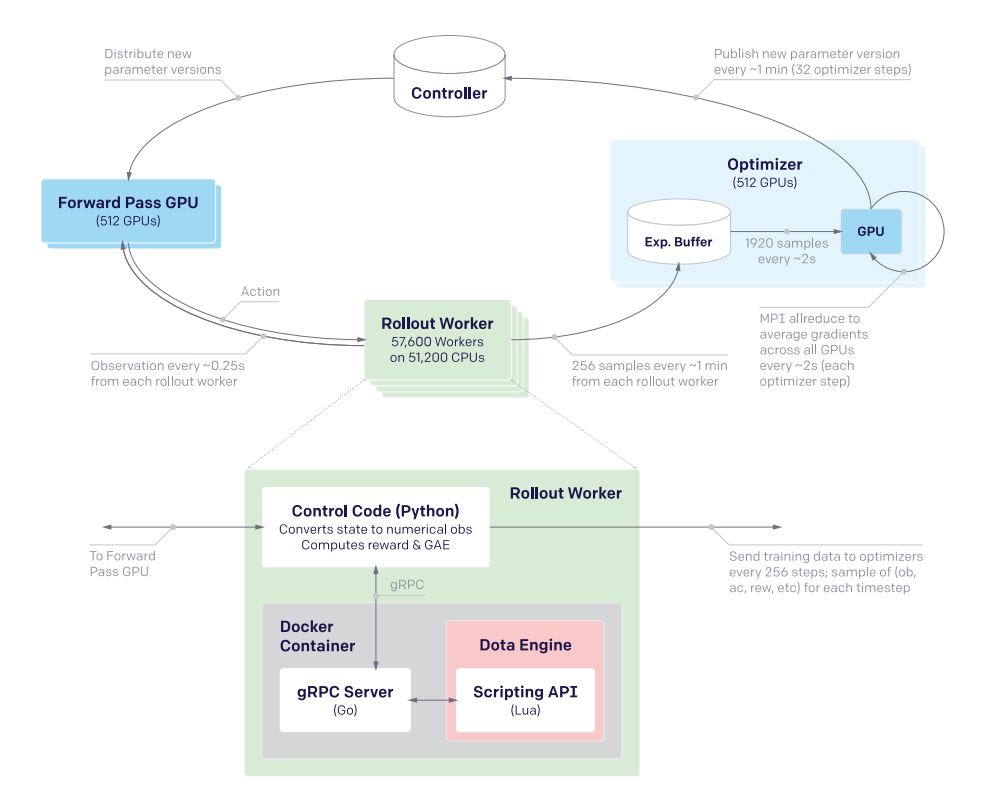 Distribute new
parameter versions
Controller
Publish new parameter version
every ~1 min (32 optimizer steps)
Forward Pass GPU
(512 GPUs)
Optimizer
(512 GPUs)
Exp. Buffer
1920 samples
every ~2s
GPU
Action
Observation every ~0.25s
from each rollout worker
Rollout Worker
57,600 Workers
on 51,200 CPUs
256 samples every ~1 min
from each rollout worker
MPI allreduce to
average gradients
across all GPUs
every ~2s (each
optimizer step)
Rollout Worker
Control Code (Python)
Converts state to numerical obs
Computes reward & GAE
To Forward
Pass GPU
Send training data to optimizers
every 256 steps; sample of (ob,
ac, rew, etc) for each timestep
gRPC
Docker
Container
Dota Engine
gRPC Server
(Go)
Scripting API
(Lua)